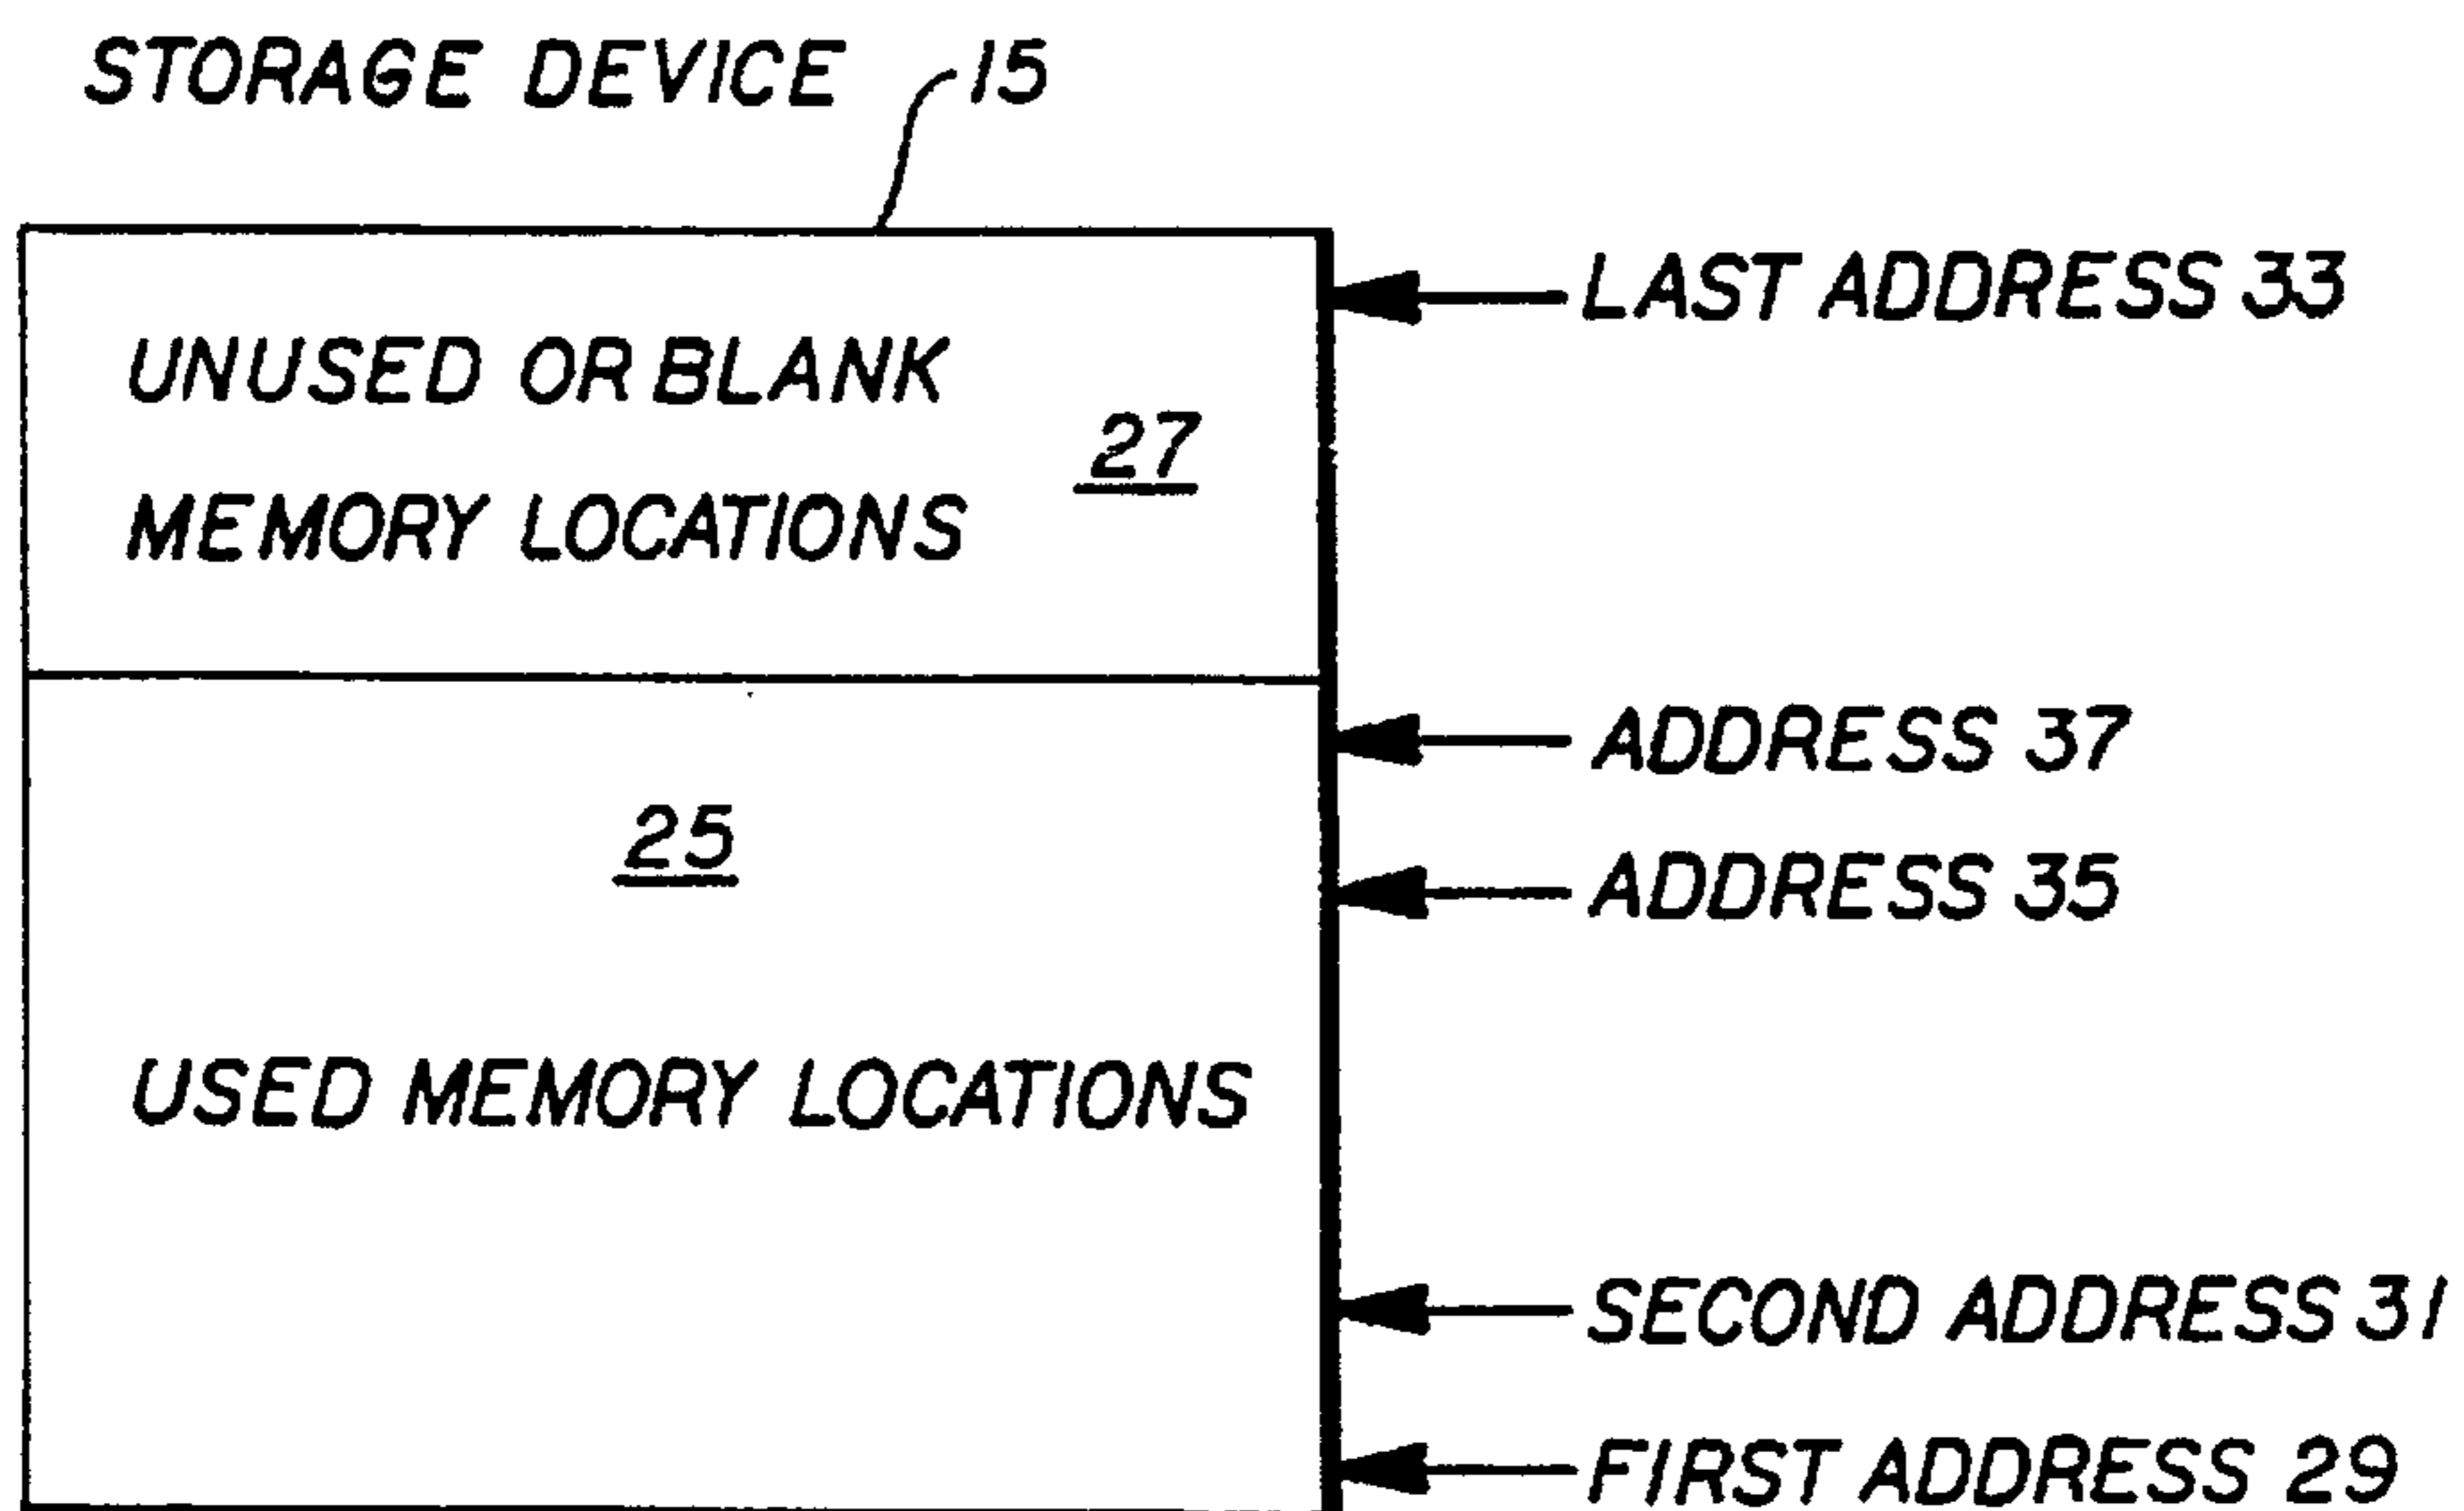 STORAGE DEVICE 15
LAST ADDRESS 33
UNUSED OR BLANK
27
MEMORY LOCATIONS
ADDRESS 37
25
ADDRESS 35
USED MEMORY LOCATIONS
SECOND ADDRESS 31
FIRST ADDRESS 29